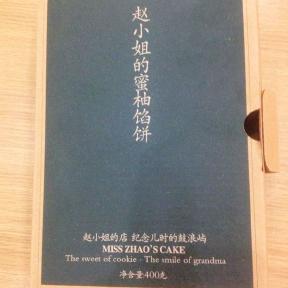 赵小姐的蜜柚馅饼
赵小姐的店 纪念儿时的鼓浪屿
MISS ZHAO'S CAKE
The sweet of cookie · The smile of grandma
净含量400克